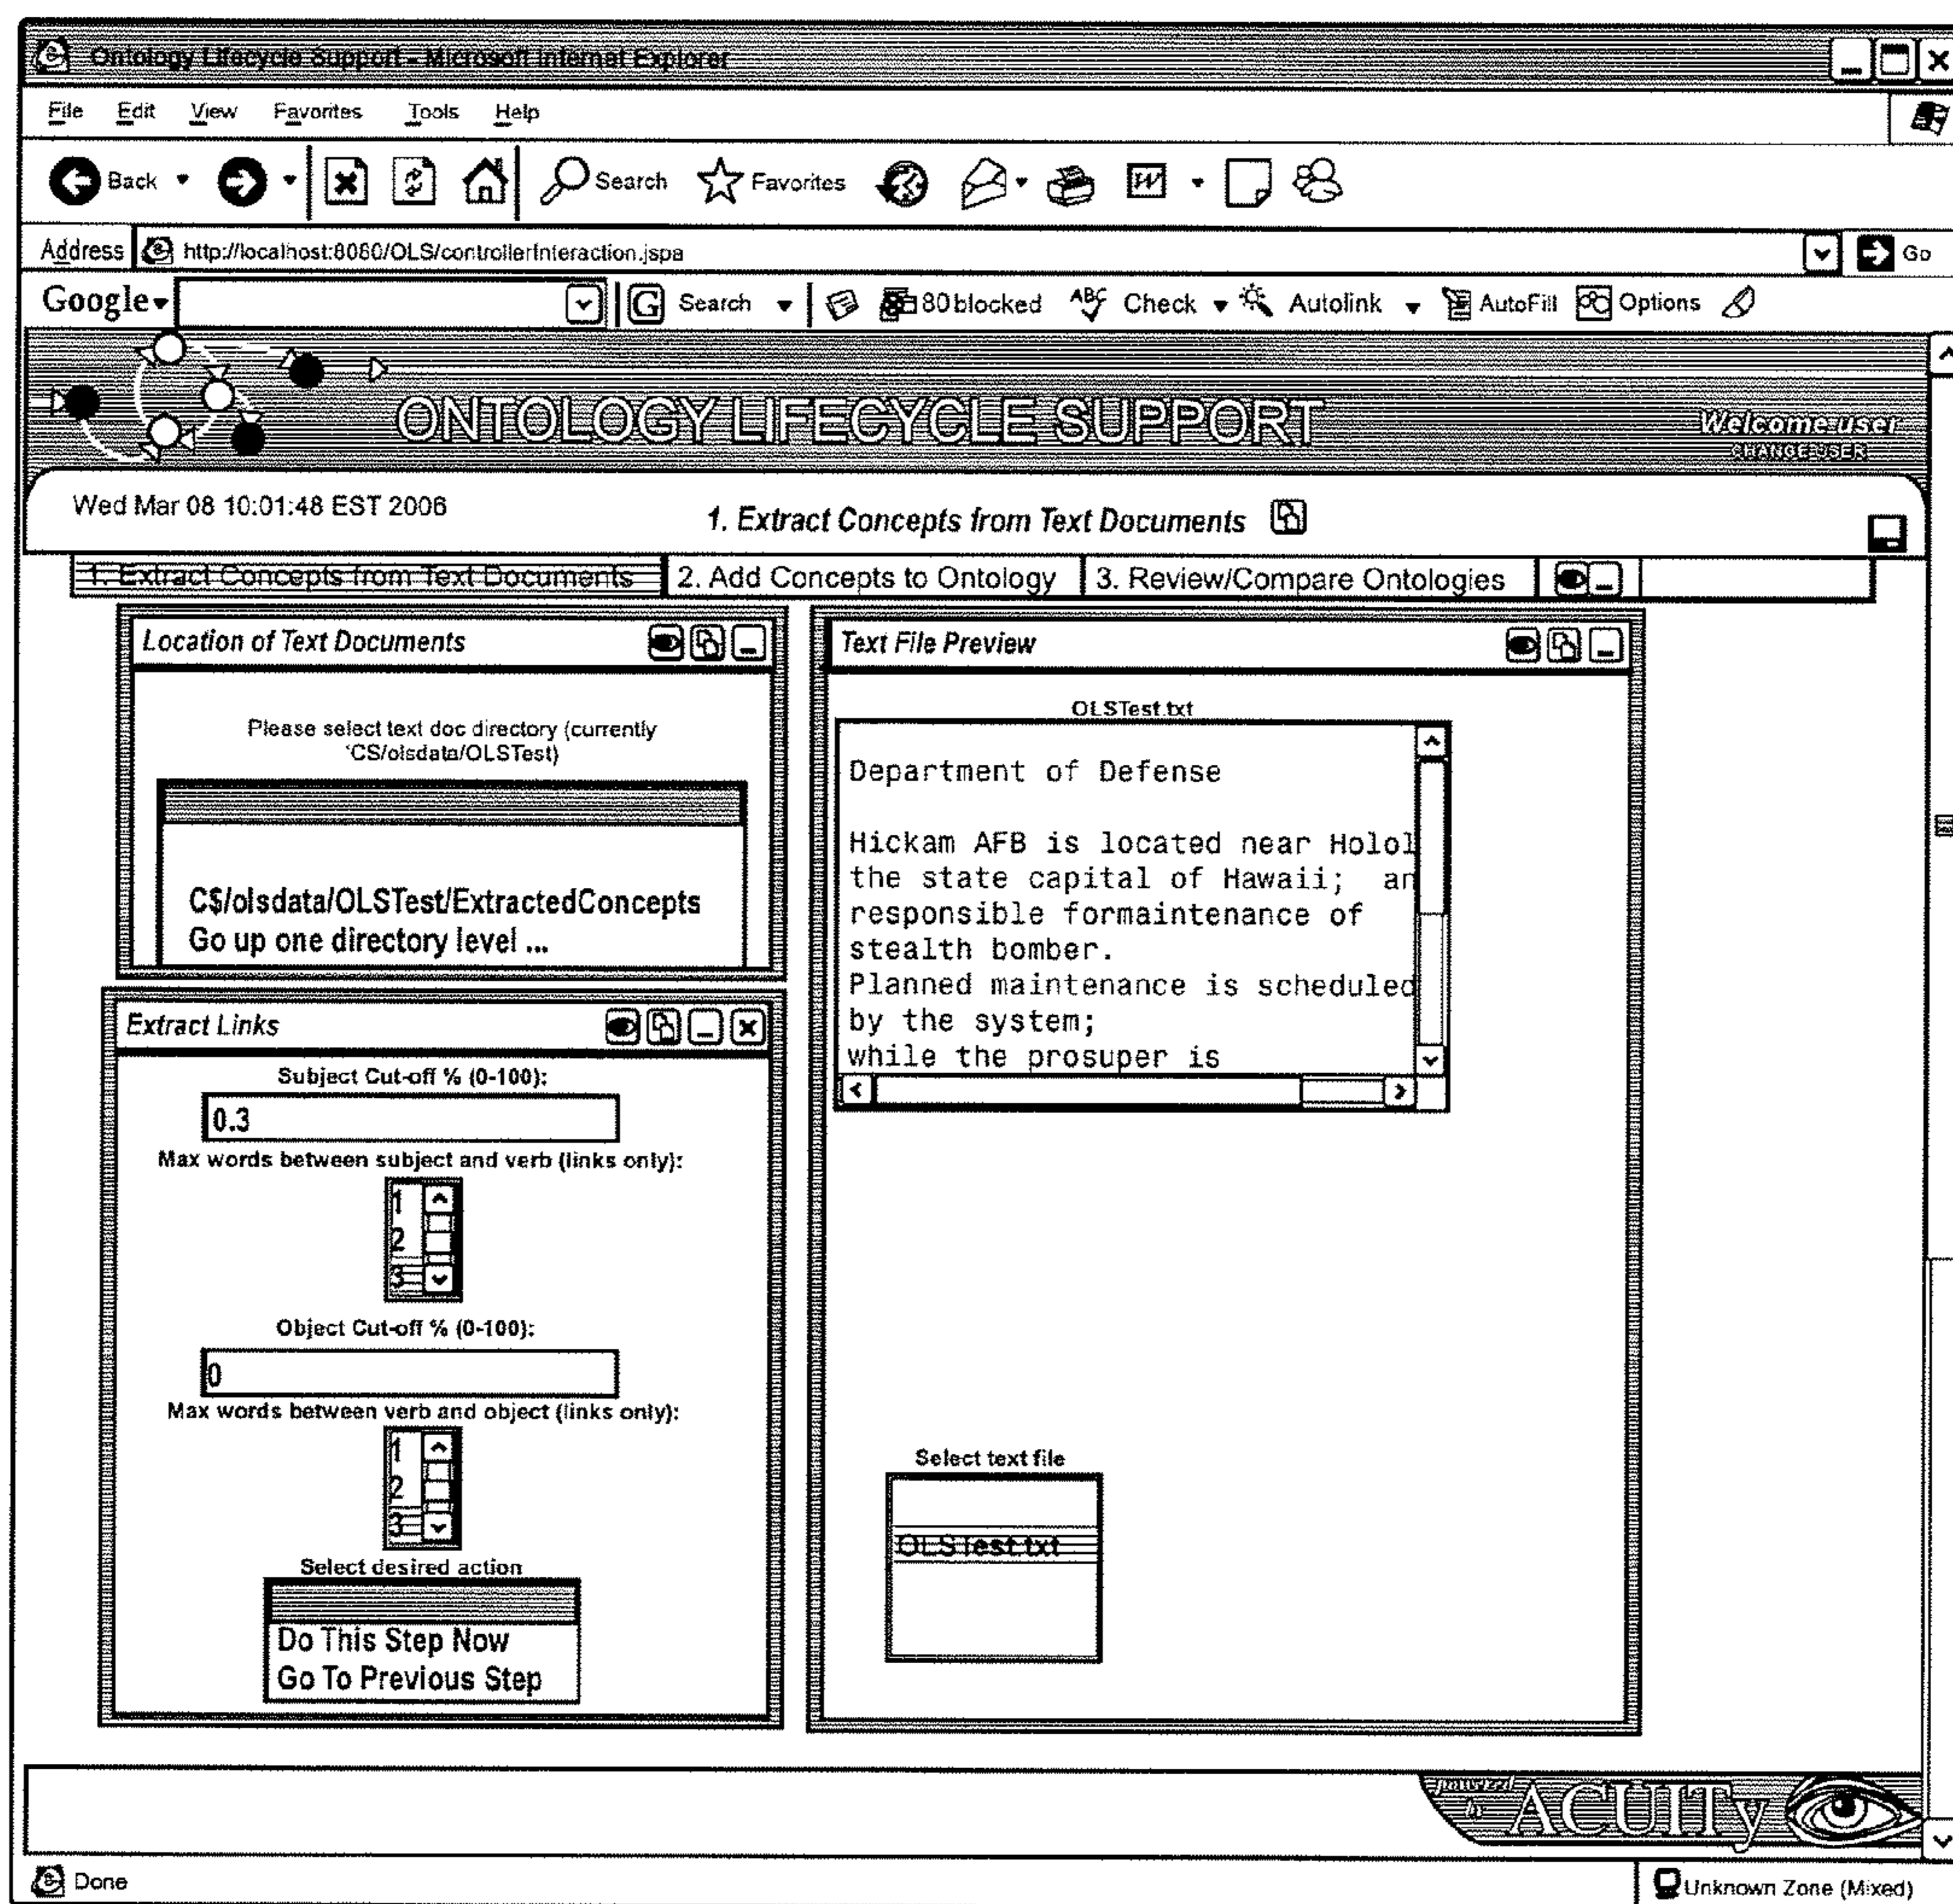 Ontology Lifecycle Support - Microsoft Internet Explorer
File Edit View Favorites Tools Help
Back Search Favorites
Address http://localhost:8080/OLS/controllerInteraction.jspa Go
Google G Search 80 blocked ABC Check Autolink AutoFill Options
ONTOLOGY LIFECYCLE SUPPORT
Welcome user
CHANGE USER
Wed Mar 08 10:01:48 EST 2006
1. Extract Concepts from Text Documents
1. Extract Concepts from Text Documents 2. Add Concepts to Ontology 3. Review/Compare Ontologies
Location of Text Documents
Please select text doc directory (currently
'CS/olsdata/OLSTest)
C$/olsdata/OLSTest/ExtractedConcepts
Go up one directory level ...
Extract Links
Subject Cut-off % (0-100):
0.3
Max words between subject and verb (links only):
1
2
3
Object Cut-off % (0-100):
0
Max words between verb and object (links only):
1
2
3
Select desired action
Do This Step Now
Go To Previous Step
Text File Preview
OLSTest.txt
Department of Defense
Hickam AFB is located near Holol
the state capital of Hawaii; an
responsible formaintenance of
stealth bomber.
Planned maintenance is scheduled
by the system;
while the prosuper is
Select text file
OLSTest.txt
powered
by ACUITy
Done
Unknown Zone (Mixed)